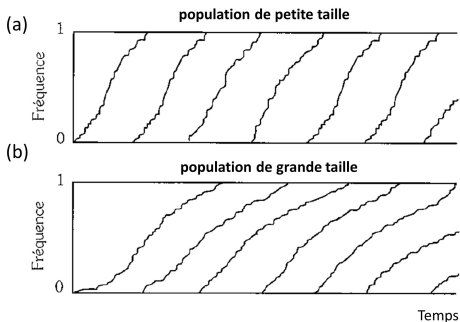 population de petite taille
(a)
1
Fréquence
0
(b)
population de grande taille
1
Fréquence
0
Temps